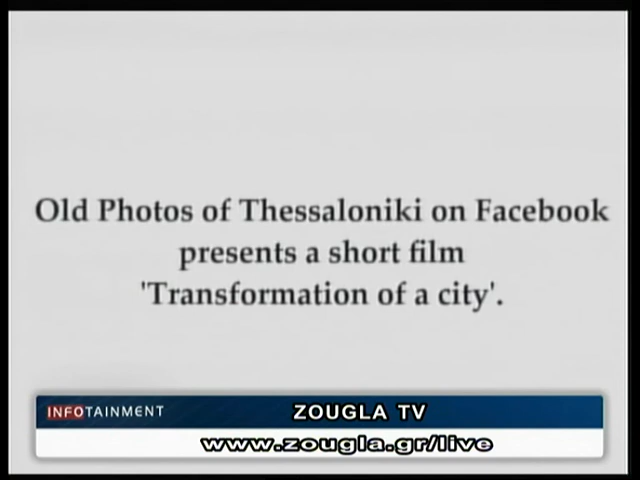 Old Photos of Thessaloniki on Facebook
presents a short film
'Transformation of a city'.
INFOTAINMENT
ZOUGLA TV
www.zougla.gr/live